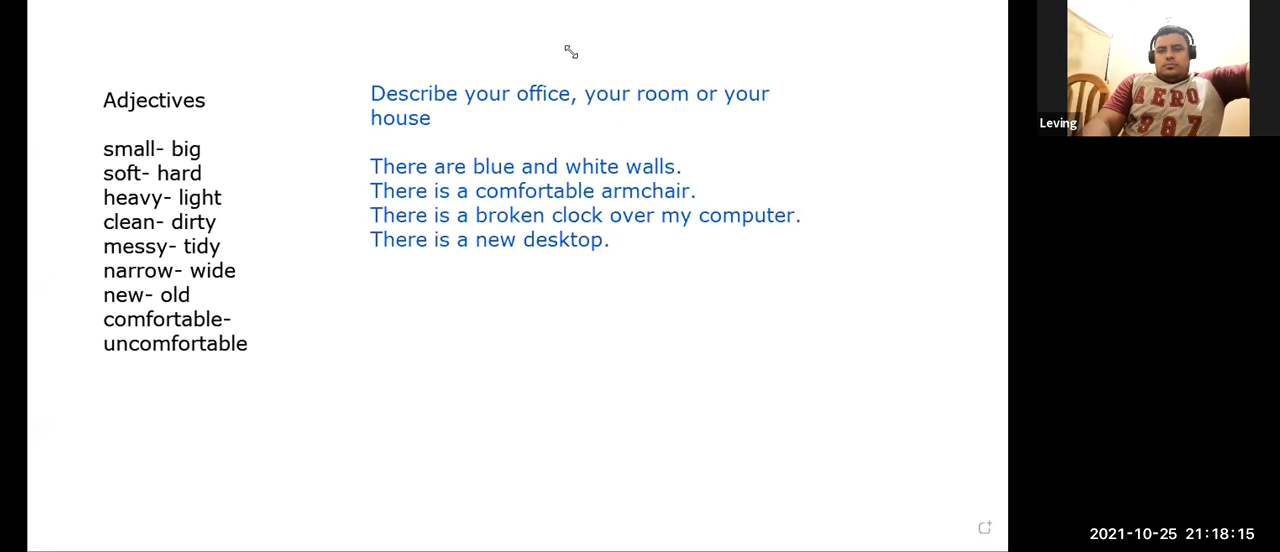 Adjectives
small- big
soft- hard
heavy- light
clean- dirty
messy- tidy
narrow- wide
new- old
comfortable-
uncomfortable
Describe your office, your room or your
house
There are blue and white walls.
There is a comfortable armchair.
There is a broken clock over my computer.
There is a new desktop.
AERO
987
Leving
2021-10-25 21:18:15